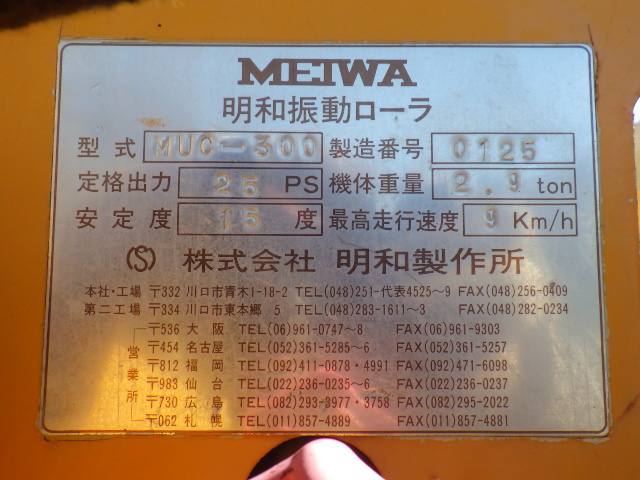 MEIWA
明和振動ローラ
型式 MUC-300 製造番号 0125
定格出力 25 PS 機体重量 2.9 ton
安定度 15 度 最高走行速度 9 Km/h
(S) 株式会社 明和製作所
本社・工場 〒332 川口市青木1-18-2 TEL(048)251-代表4525~9 FAX(048)256-0409
第二工場 〒334 川口市東本郷 5 TEL(048)283-1611~3 FAX(048)282-0234
営業所
〒536 大阪 TEL(06)961-0747~8 FAX(06)961-9303
〒454 名古屋 TEL(052)361-5285~6 FAX(052)361-5257
〒812 福岡 TEL(092)411-0878・4991 FAX(092)471-6098
〒983 仙台 TEL(022)236-0235~6 FAX(022)236-0237
〒730 広島 TEL(082)293-3977・3758 FAX(082)295-2022
〒062 札幌 TEL(011)857-4889 FAX(011)857-4881